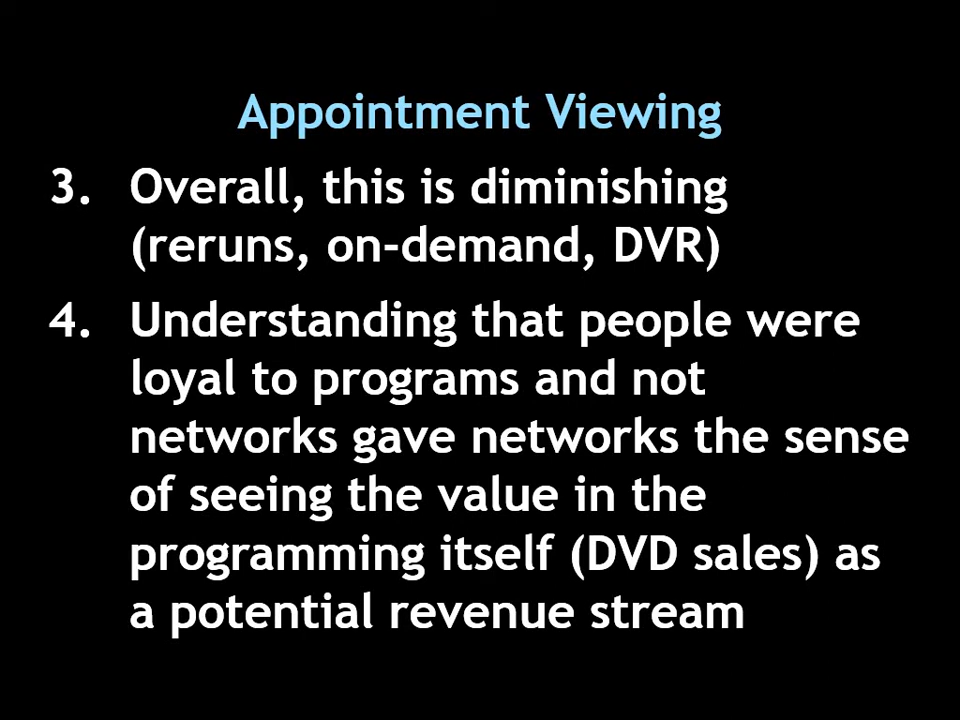 Appointment Viewing
3. Overall, this is diminishing
(reruns, on-demand, DVR)
4. Understanding that people were
loyal to programs and not
networks gave networks the sense
of seeing the value in the
programming itself (DVD sales) as
a potential revenue stream